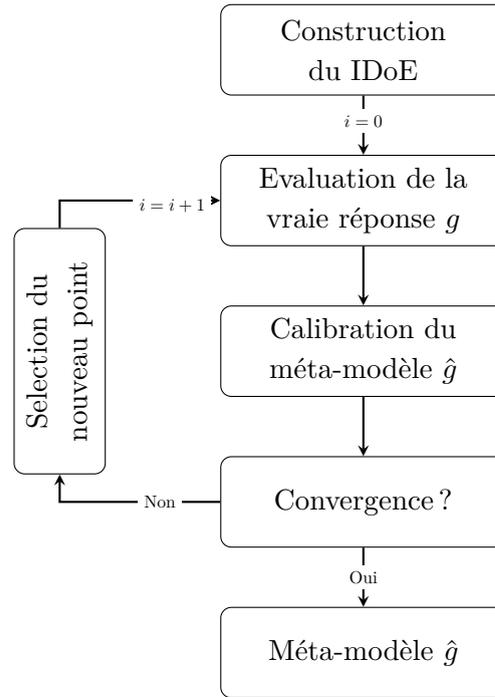 Construction
du IDoE
i = 0
Evaluation de la
vraie réponse g
i = i + 1
Selection du
nouveau point
Calibration du
méta-modèle ĝ
Convergence ?
Non
Oui
Méta-modèle ĝ